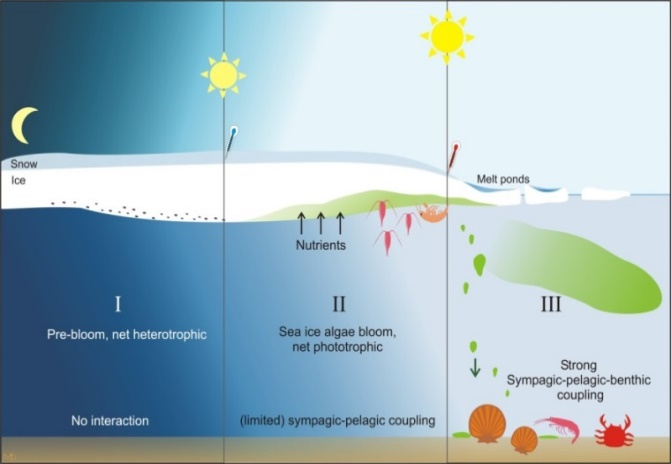 Snow
Ice
Melt ponds
Nutrients
I
II
III
Pre-bloom, net heterotrophic
Sea ice algae bloom,
net phototrophic
Strong
Sympagic-pelagic-benthic
coupling
No interaction
(limited) sympagic-pelagic coupling